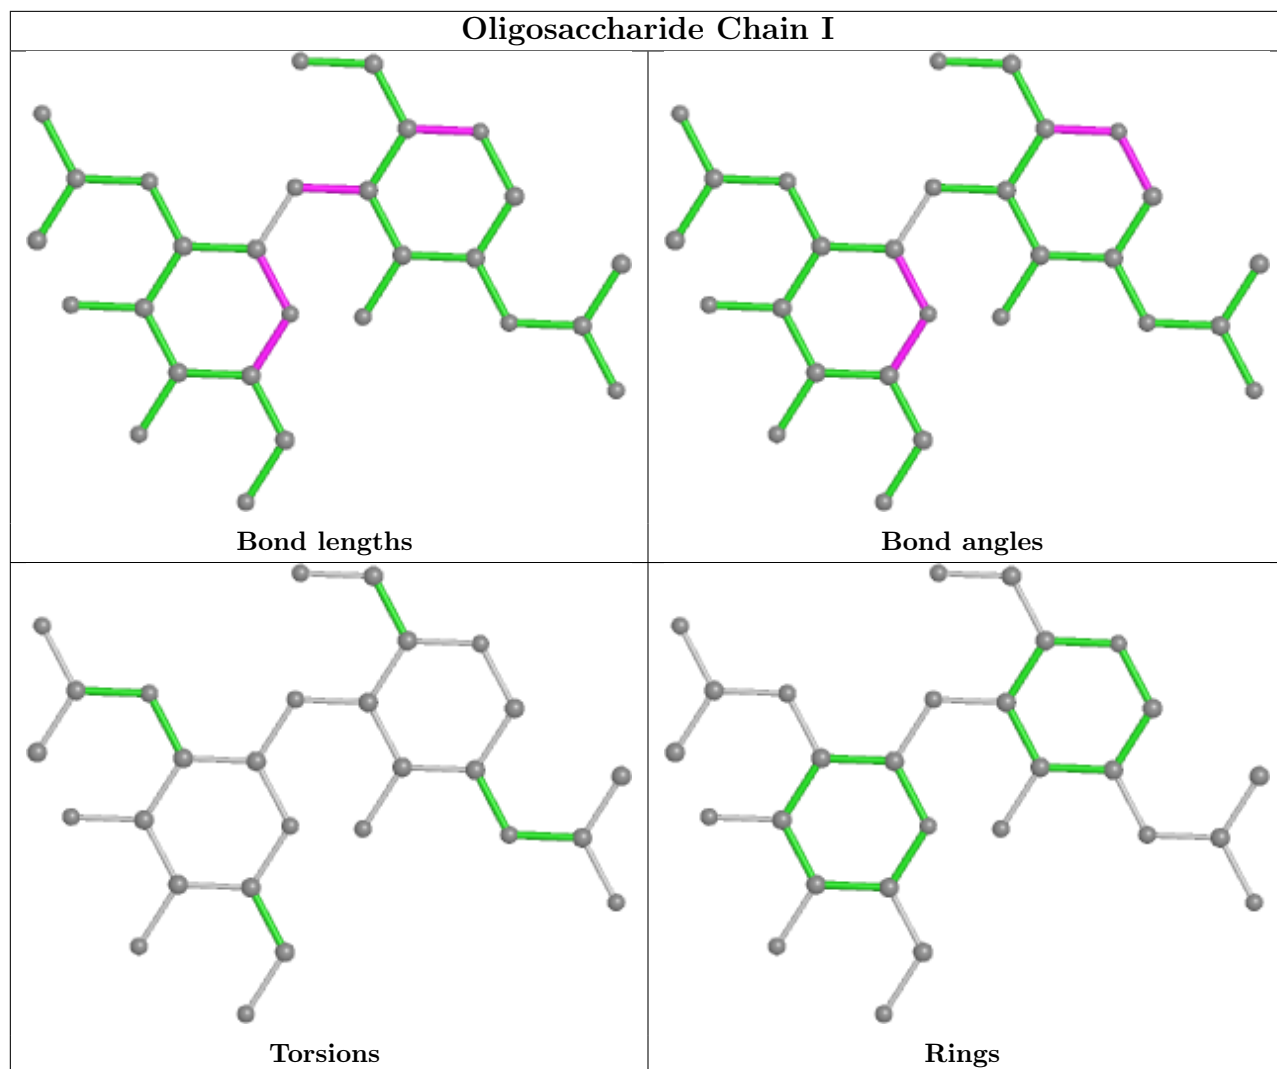 Oligosaccharide Chain I
Bond lengths
Bond angles
Torsions
Rings